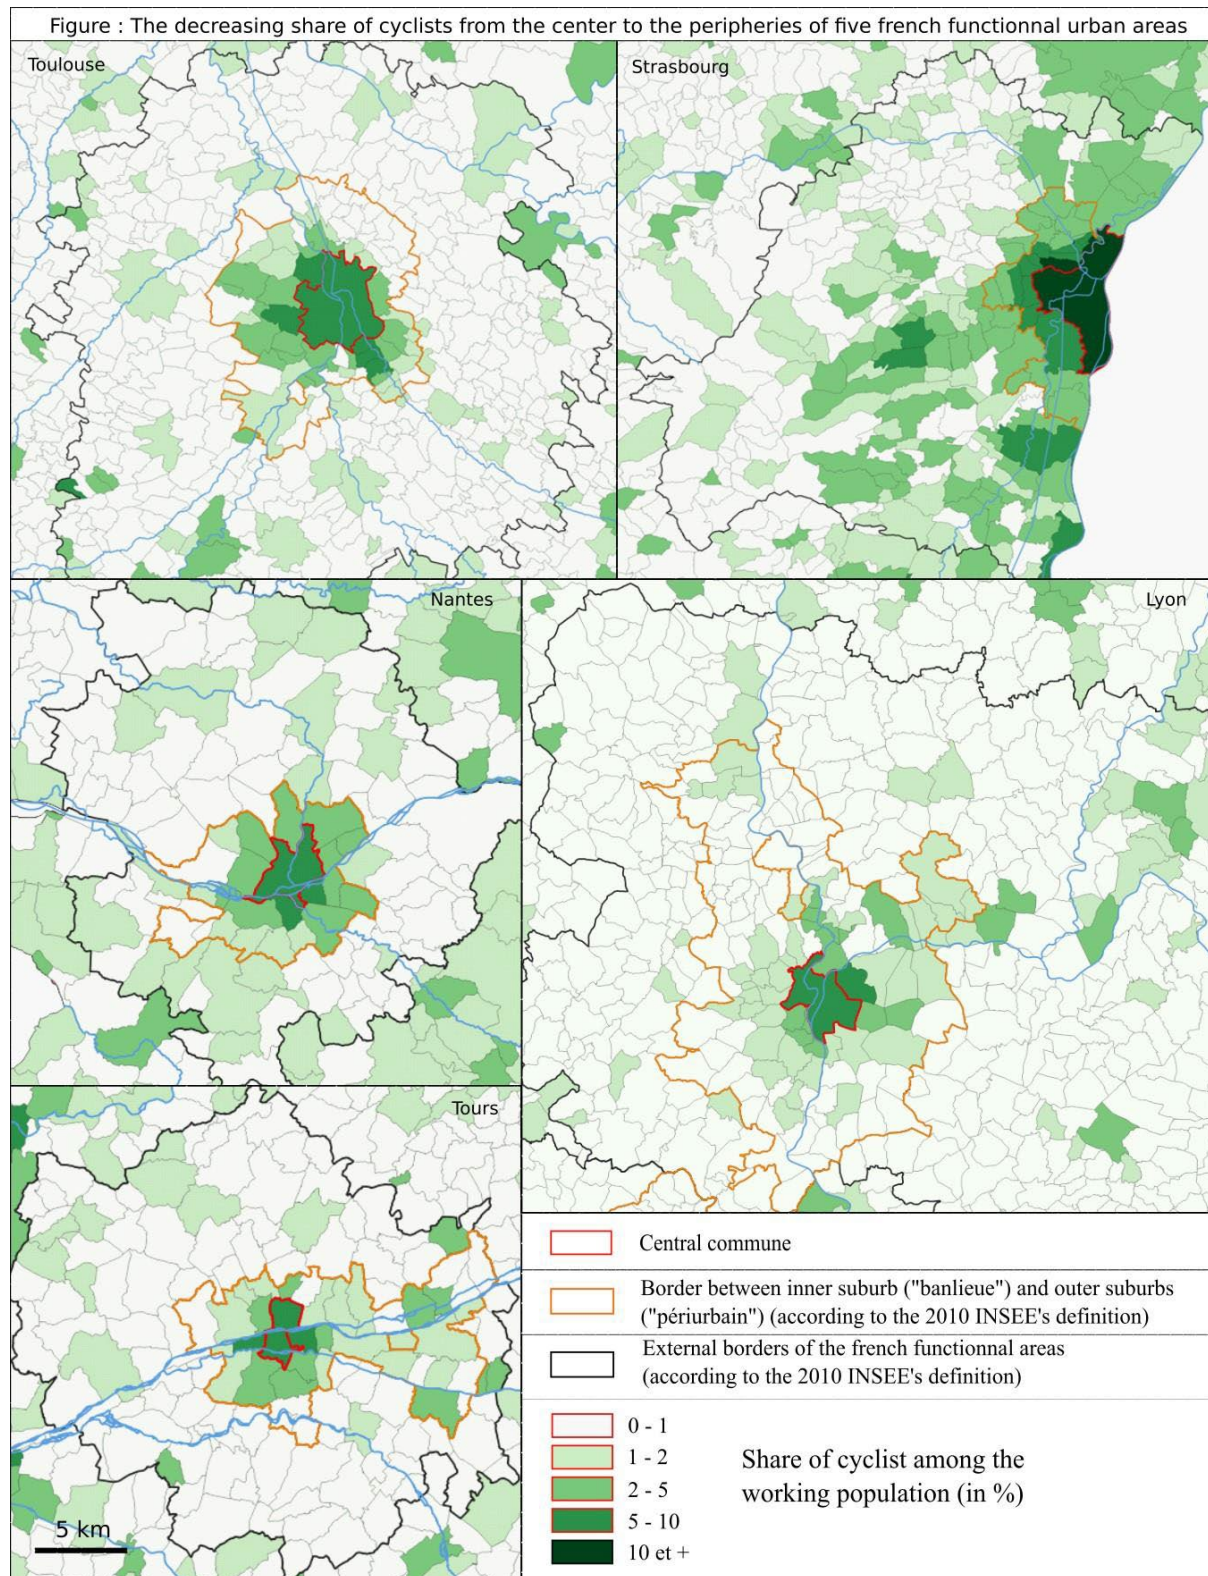 Figure : The decreasing share of cyclists from the center to the peripheries of five french functionnal urban areas
Toulouse
Strasbourg
Nantes
Lyon
Tours
5 km
Central commune
Border between inner suburb ("banlieue") and outer suburbs
("périurbain") (according to the 2010 INSEE's definition)
External borders of the french functionnal areas
(according to the 2010 INSEE's definition)
0 - 1
1 - 2
2 - 5
5 - 10
10 et +
Share of cyclist among the
working population (in %)